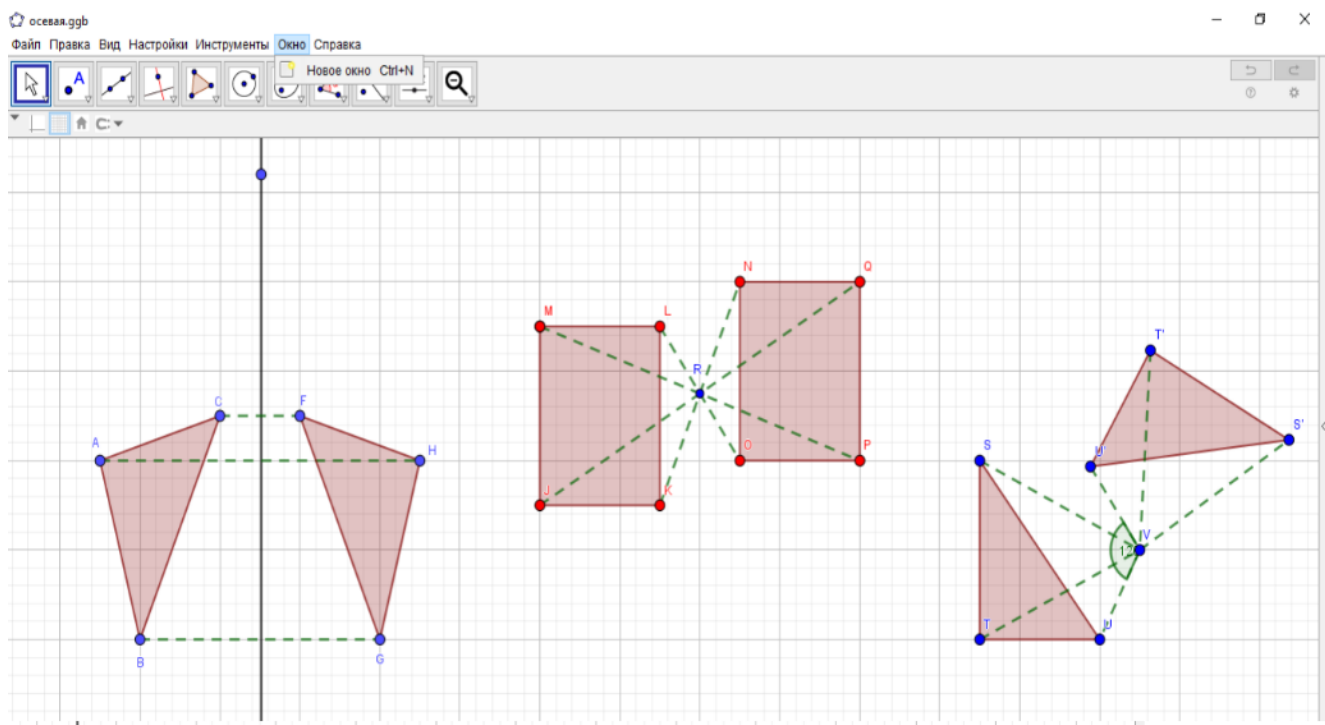 осевая.ggb
Файл Правка Вид Настройки Инструменты Окно Справка
Новое окно Ctrl+N
A
N Q
M L
T'
R
C F
S'
A H
O P
S
U'
J K
V
T U
B G